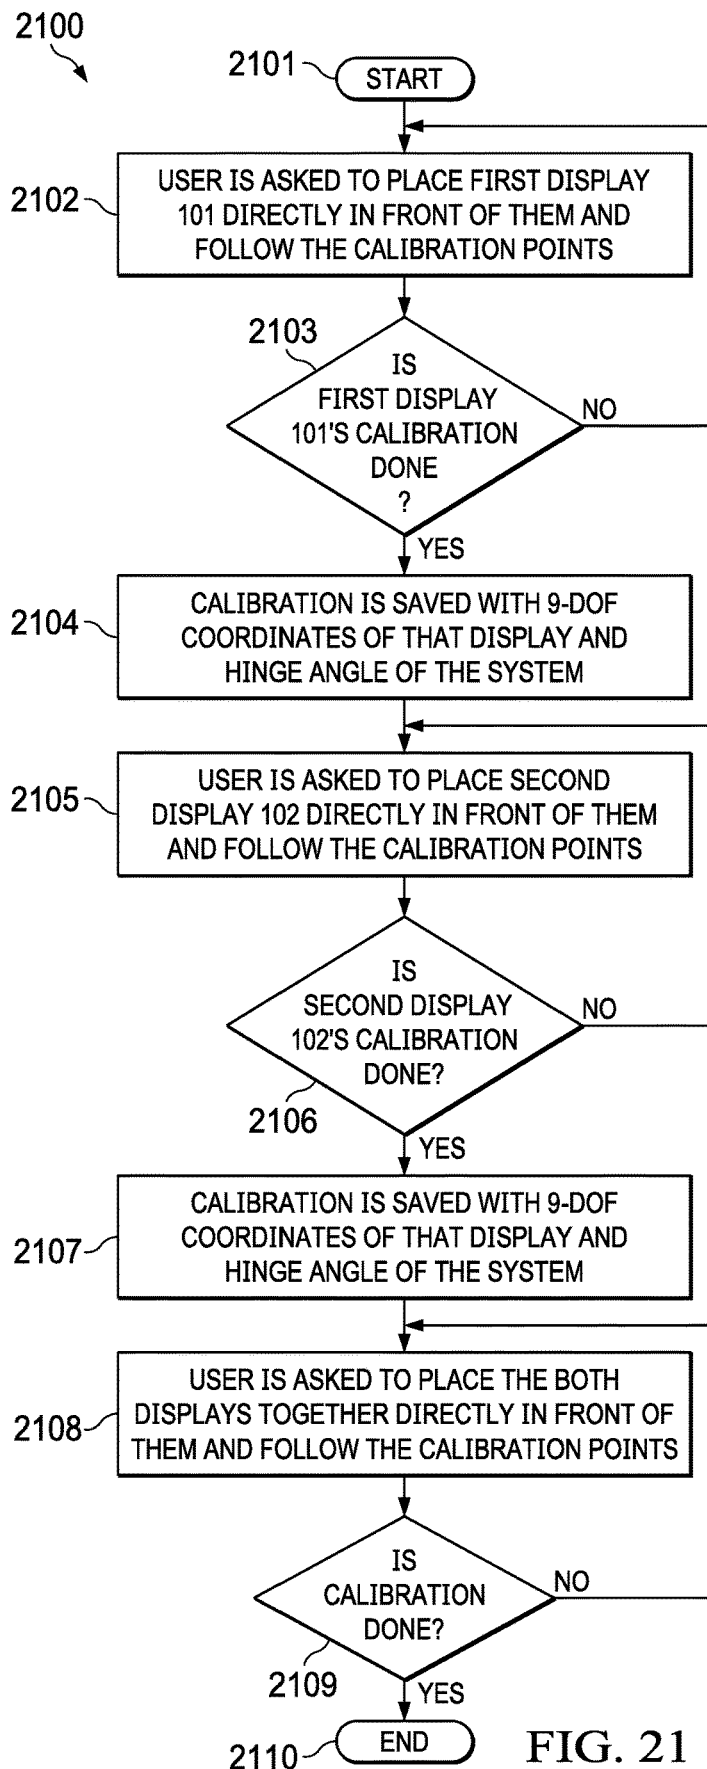 2100
2101
START
2102
USER IS ASKED TO PLACE FIRST DISPLAY
101 DIRECTLY IN FRONT OF THEM AND
FOLLOW THE CALIBRATION POINTS
2103
IS
FIRST DISPLAY
101'S CALIBRATION
DONE
?
NO
YES
2104
CALIBRATION IS SAVED WITH 9-DOF
COORDINATES OF THAT DISPLAY AND
HINGE ANGLE OF THE SYSTEM
2105
USER IS ASKED TO PLACE SECOND
DISPLAY 102 DIRECTLY IN FRONT OF THEM
AND FOLLOW THE CALIBRATION POINTS
IS
SECOND DISPLAY
102'S CALIBRATION
DONE?
NO
2106
YES
2107
CALIBRATION IS SAVED WITH 9-DOF
COORDINATES OF THAT DISPLAY AND
HINGE ANGLE OF THE SYSTEM
2108
USER IS ASKED TO PLACE THE BOTH
DISPLAYS TOGETHER DIRECTLY IN FRONT OF
THEM AND FOLLOW THE CALIBRATION POINTS
IS
CALIBRATION
DONE?
NO
2109
YES
2110
END
FIG. 21